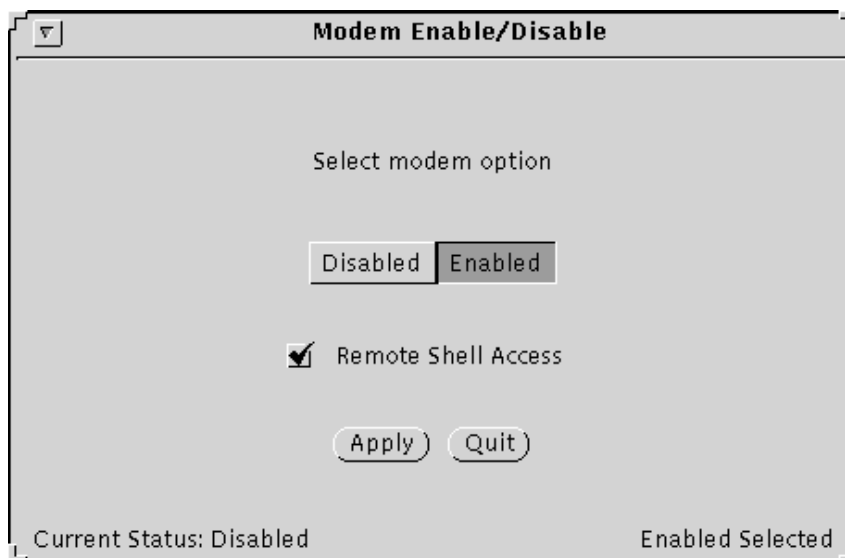 Modem Enable/Disable
Select modem option
Disabled Enabled
Remote Shell Access
Apply Quit
Current Status: Disabled Enabled Selected